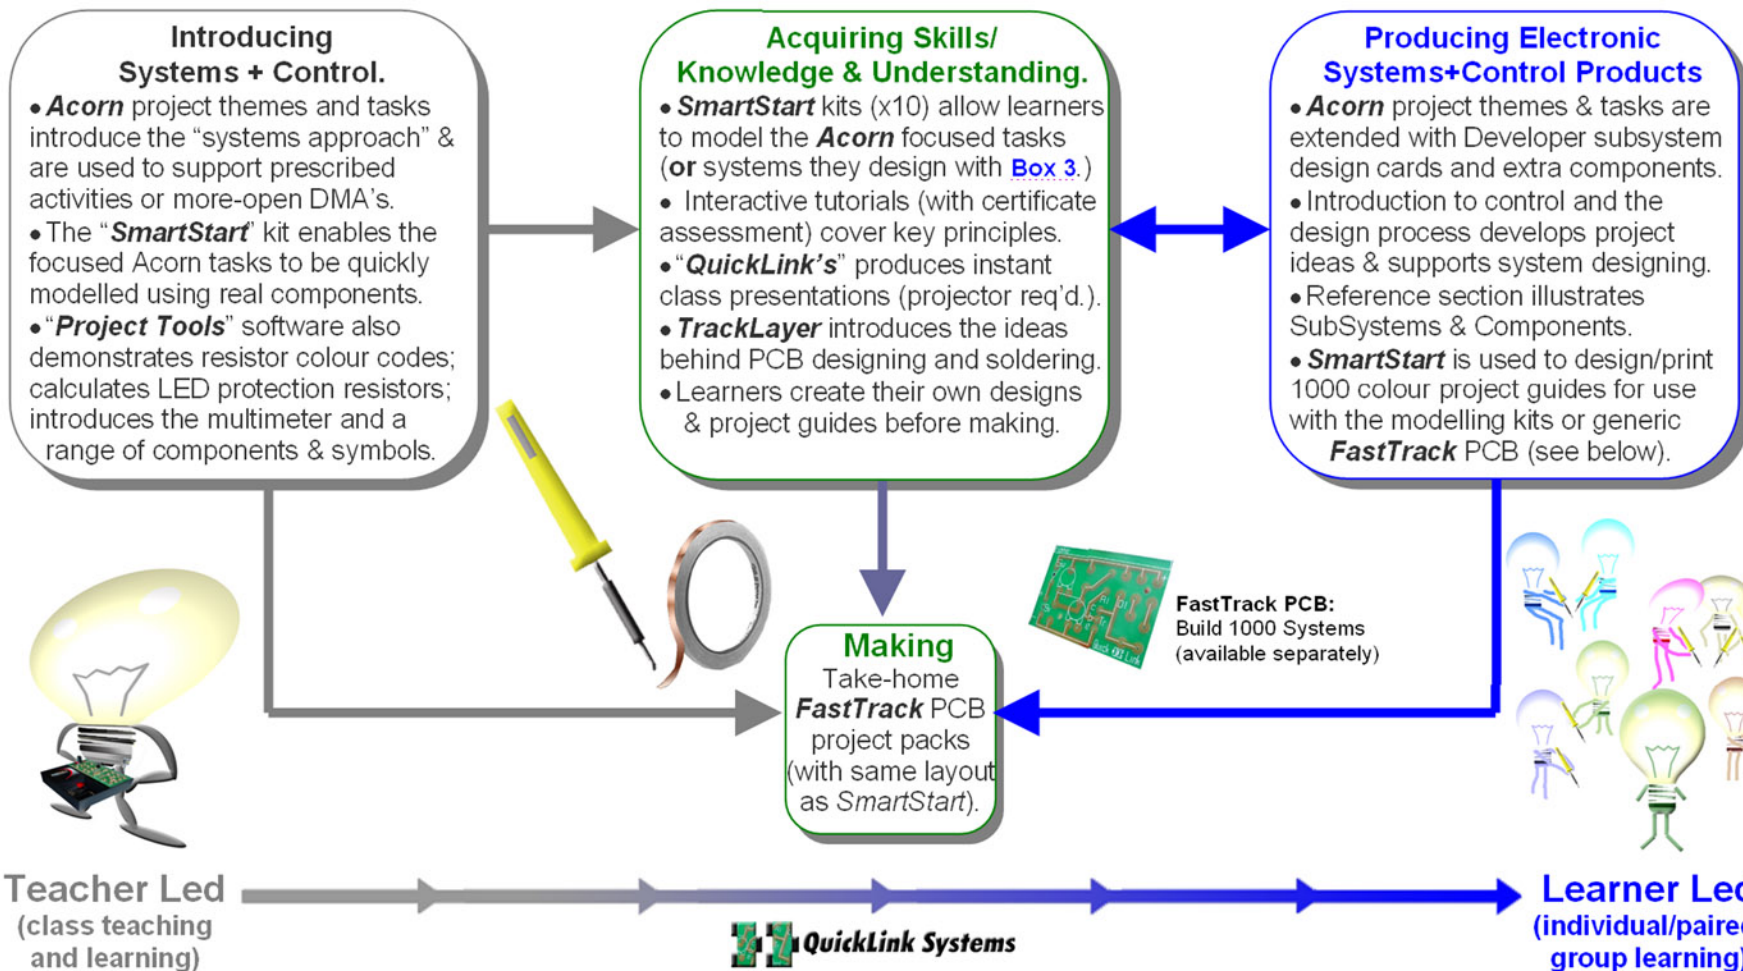 Introducing
Systems + Control.
• Acorn project themes and tasks
introduce the “systems approach” &
are used to support prescribed
activities or more-open DMA's.
• The “SmartStart” kit enables the
focused Acorn tasks to be quickly
modelled using real components.
• “Project Tools” software also
demonstrates resistor colour codes;
calculates LED protection resistors;
introduces the multimeter and a
range of components & symbols.
Acquiring Skills/
Knowledge & Understanding.
• SmartStart kits (x10) allow learners
to model the Acorn focused tasks
(or systems they design with Box 3.)
• Interactive tutorials (with certificate
assessment) cover key principles.
• “QuickLink's” produces instant
class presentations (projector req'd.).
• TrackLayer introduces the ideas
behind PCB designing and soldering.
• Learners create their own designs
& project guides before making.
Producing Electronic
Systems+Control Products
• Acorn project themes & tasks are
extended with Developer subsystem
design cards and extra components.
• Introduction to control and the
design process develops project
ideas & supports system designing.
• Reference section illustrates
SubSystems & Components.
• SmartStart is used to design/print
1000 colour project guides for use
with the modelling kits or generic
FastTrack PCB (see below).
FastTrack PCB:
Build 1000 Systems
(available separately)
Making
Take-home
FastTrack PCB
project packs
(with same layout
as SmartStart).
Teacher Led
(class teaching
and learning)
QuickLink Systems
Learner Led
(individual/paired
group learning)